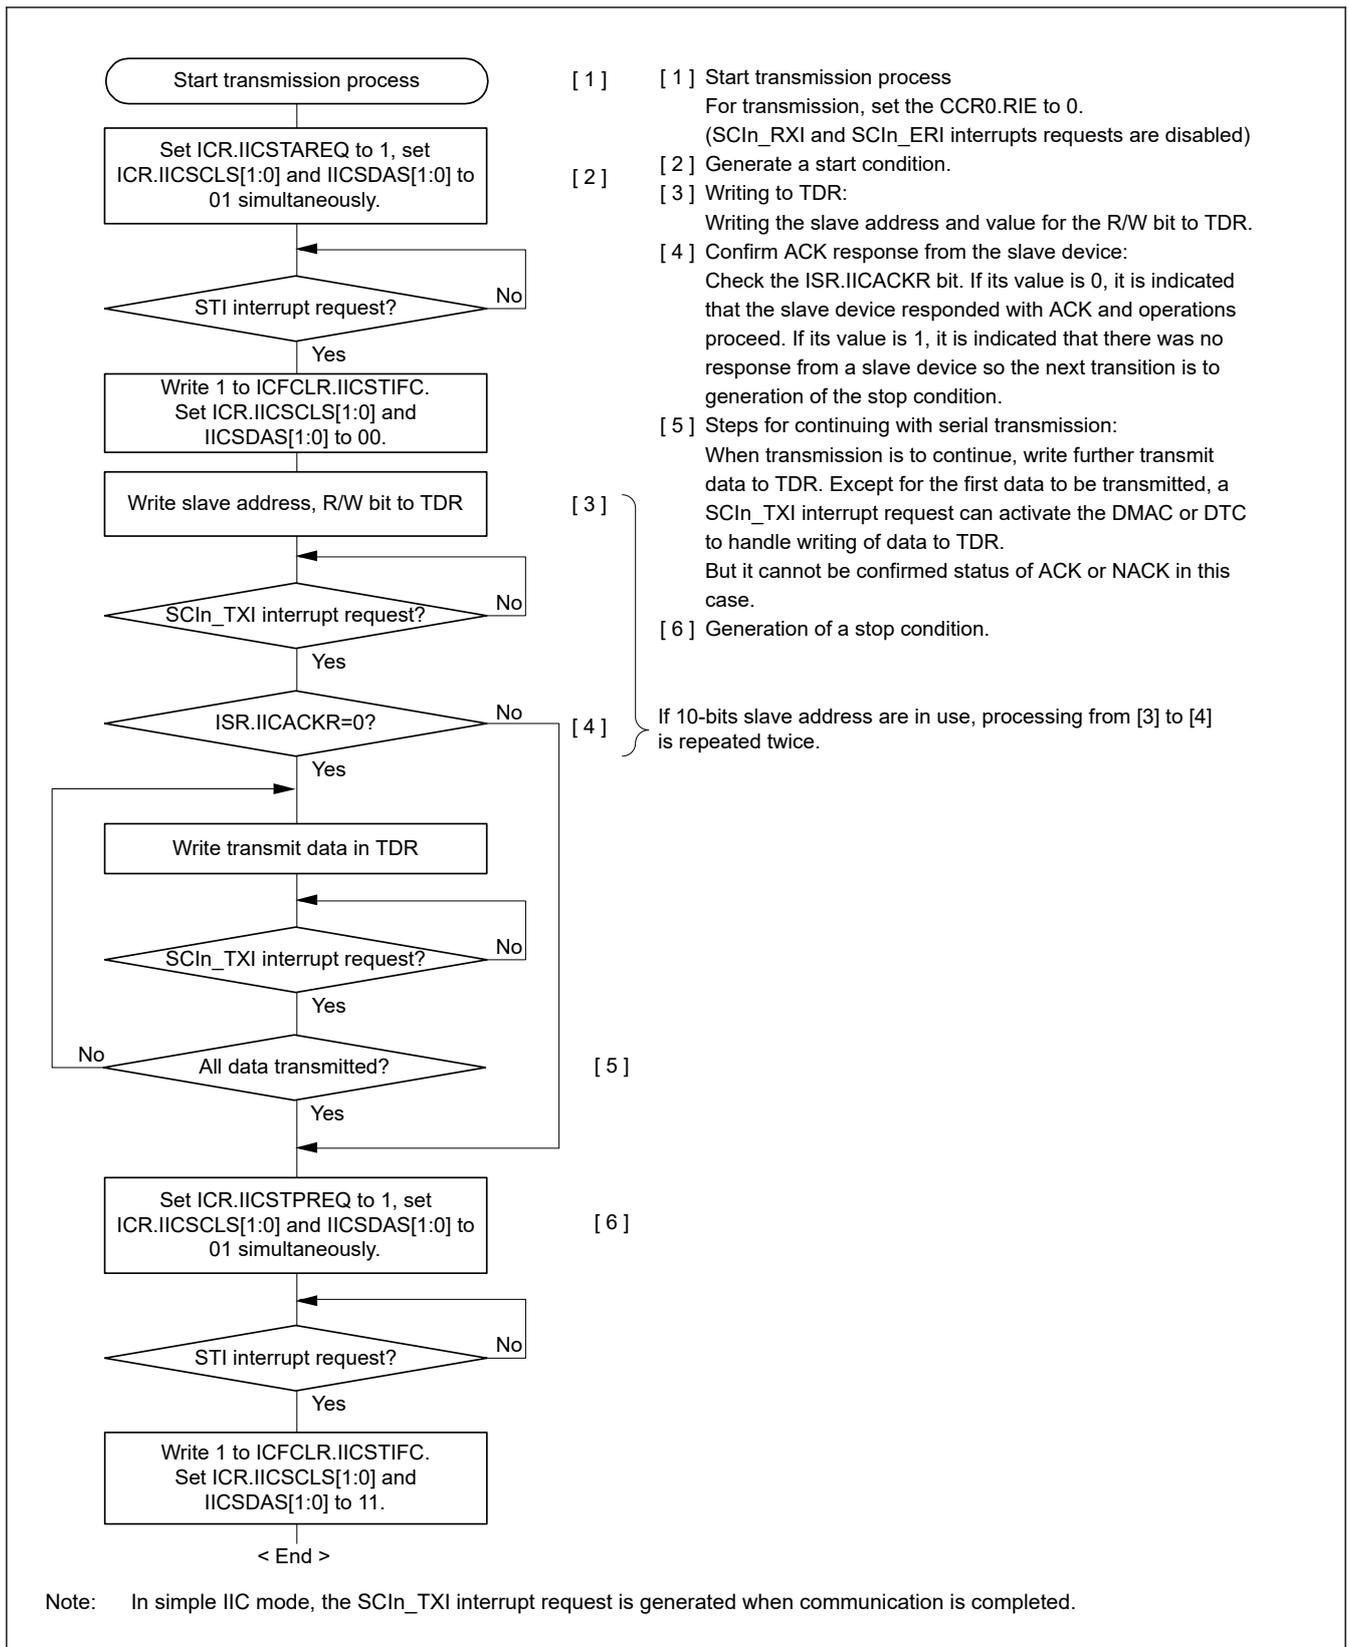 Start transmission process
[ 1 ]
Set ICR.IICSTAREQ to 1, set
ICR.IICSCLS[1:0] and IICSDAS[1:0] to
01 simultaneously.
[ 2 ]
STI interrupt request?
No
Yes
Write 1 to ICFCLR.IICSTIFC.
Set ICR.IICSCLS[1:0] and
IICSDAS[1:0] to 00.
Write slave address, R/W bit to TDR
[ 3 ]
SCIn_TXI interrupt request?
No
Yes
ISR.IICACKR=0?
No
[ 4 ]
Yes
Write transmit data in TDR
SCIn_TXI interrupt request?
No
Yes
All data transmitted?
No
[ 5 ]
Yes
Set ICR.IICSTPREQ to 1, set
ICR.IICSCLS[1:0] and IICSDAS[1:0] to
01 simultaneously.
[ 6 ]
STI interrupt request?
No
Yes
Write 1 to ICFCLR.IICSTIFC.
Set ICR.IICSCLS[1:0] and
IICSDAS[1:0] to 11.
< End >
[ 1 ] Start transmission process
For transmission, set the CCR0.RIE to 0.
(SCIn_RXI and SCIn_ERI interrupts requests are disabled)
[ 2 ] Generate a start condition.
[ 3 ] Writing to TDR:
Writing the slave address and value for the R/W bit to TDR.
[ 4 ] Confirm ACK response from the slave device:
Check the ISR.IICACKR bit. If its value is 0, it is indicated
that the slave device responded with ACK and operations
proceed. If its value is 1, it is indicated that there was no
response from a slave device so the next transition is to
generation of the stop condition.
[ 5 ] Steps for continuing with serial transmission:
When transmission is to continue, write further transmit
data to TDR. Except for the first data to be transmitted, a
SCIn_TXI interrupt request can activate the DMAC or DTC
to handle writing of data to TDR.
But it cannot be confirmed status of ACK or NACK in this
case.
[ 6 ] Generation of a stop condition.
If 10-bits slave address are in use, processing from [3] to [4]
is repeated twice.
Note: In simple IIC mode, the SCIn_TXI interrupt request is generated when communication is completed.